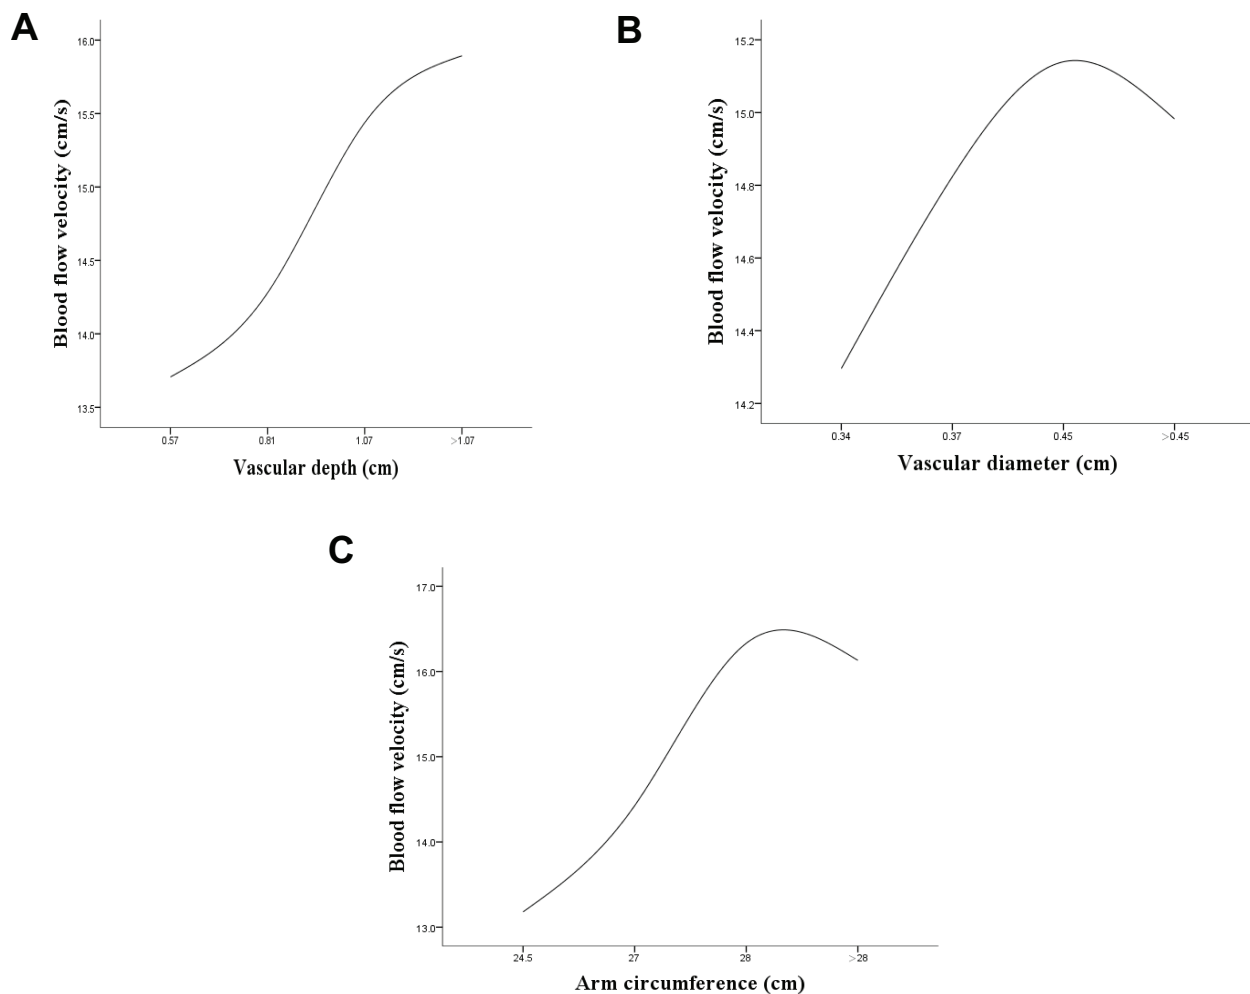 A
Blood flow velocity (cm/s)
16.0
15.5
15.0
14.5
14.0
13.5
0.57 0.81 1.07 >1.07
Vascular depth (cm)
B
Blood flow velocity (cm/s)
15.2
15.0
14.8
14.6
14.4
14.2
0.34 0.37 0.45 >0.45
Vascular diameter (cm)
C
Blood flow velocity (cm/s)
17.0
16.0
15.0
14.0
13.0
24.5 27 28 >28
Arm circumference (cm)